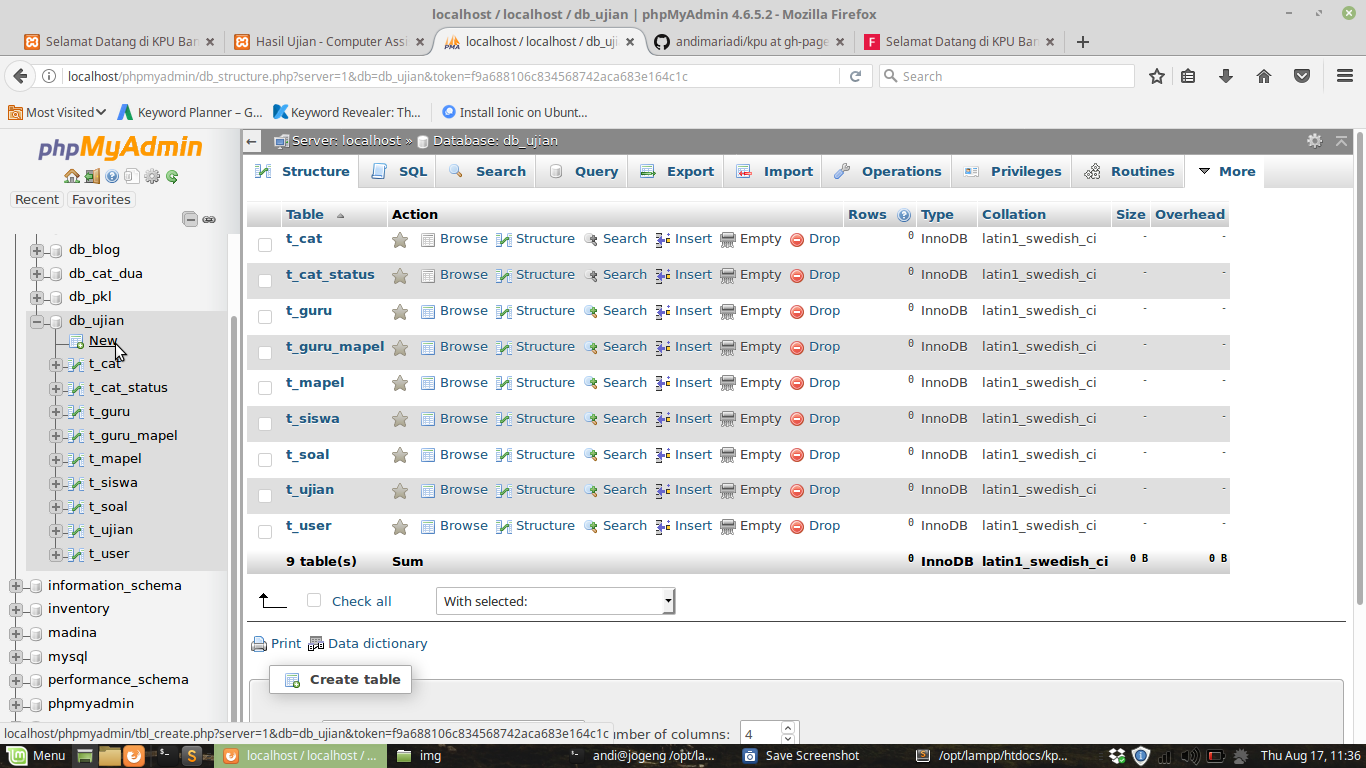 localhost / localhost / db_ujian | phpMyAdmin 4.6.5.2 - Mozilla Firefox
Selamat Datang di KPU Bar
Hasil Ujian - Computer Assi
localhost / localhost / db_uji
andimariadi/kpu at gh-page
Selamat Datang di KPU Bar
localhost/phpmyadmin/db_structure.php?server=1&db=db_ujian&token=f9a688106c834568742aca683e164c1c
Search
Most Visited
Keyword Planner – G...
Keyword Revealer: Th...
Install Ionic on Ubunt...
phpMyAdmin
Recent
Favorites
db_blog
db_cat_dua
db_pkl
db_ujian
New
t_cat
t_cat_status
t_guru
t_guru_mapel
t_mapel
t_siswa
t_soal
t_ujian
t_user
information_schema
inventory
madina
mysql
performance_schema
phpmyadmin
Server: localhost » Database: db_ujian
Structure SQL Search Query Export Import Operations Privileges Routines More
Table Action Rows Type Collation Size Overhead
t_cat Browse Structure Search Insert Empty Drop 0 InnoDB latin1_swedish_ci - -
t_cat_status Browse Structure Search Insert Empty Drop 0 InnoDB latin1_swedish_ci - -
t_guru Browse Structure Search Insert Empty Drop 0 InnoDB latin1_swedish_ci - -
t_guru_mapel Browse Structure Search Insert Empty Drop 0 InnoDB latin1_swedish_ci - -
t_mapel Browse Structure Search Insert Empty Drop 0 InnoDB latin1_swedish_ci - -
t_siswa Browse Structure Search Insert Empty Drop 0 InnoDB latin1_swedish_ci - -
t_soal Browse Structure Search Insert Empty Drop 0 InnoDB latin1_swedish_ci - -
t_ujian Browse Structure Search Insert Empty Drop 0 InnoDB latin1_swedish_ci - -
t_user Browse Structure Search Insert Empty Drop 0 InnoDB latin1_swedish_ci - -
9 table(s) Sum 0 InnoDB latin1_swedish_ci 0 B 0 B
Check all
With selected:
Print Data dictionary
Create table
mber of columns: 4
localhost/phpmyadmin/tbl_create.php?server=1&db=db_ujian&token=f9a688106c834568742aca683e164c1c
Menu
localhost / localhost / ...
img
andi@jogeng /opt/la...
Save Screenshot
/opt/lampp/htdocs/kp...
Thu Aug 17, 11:36